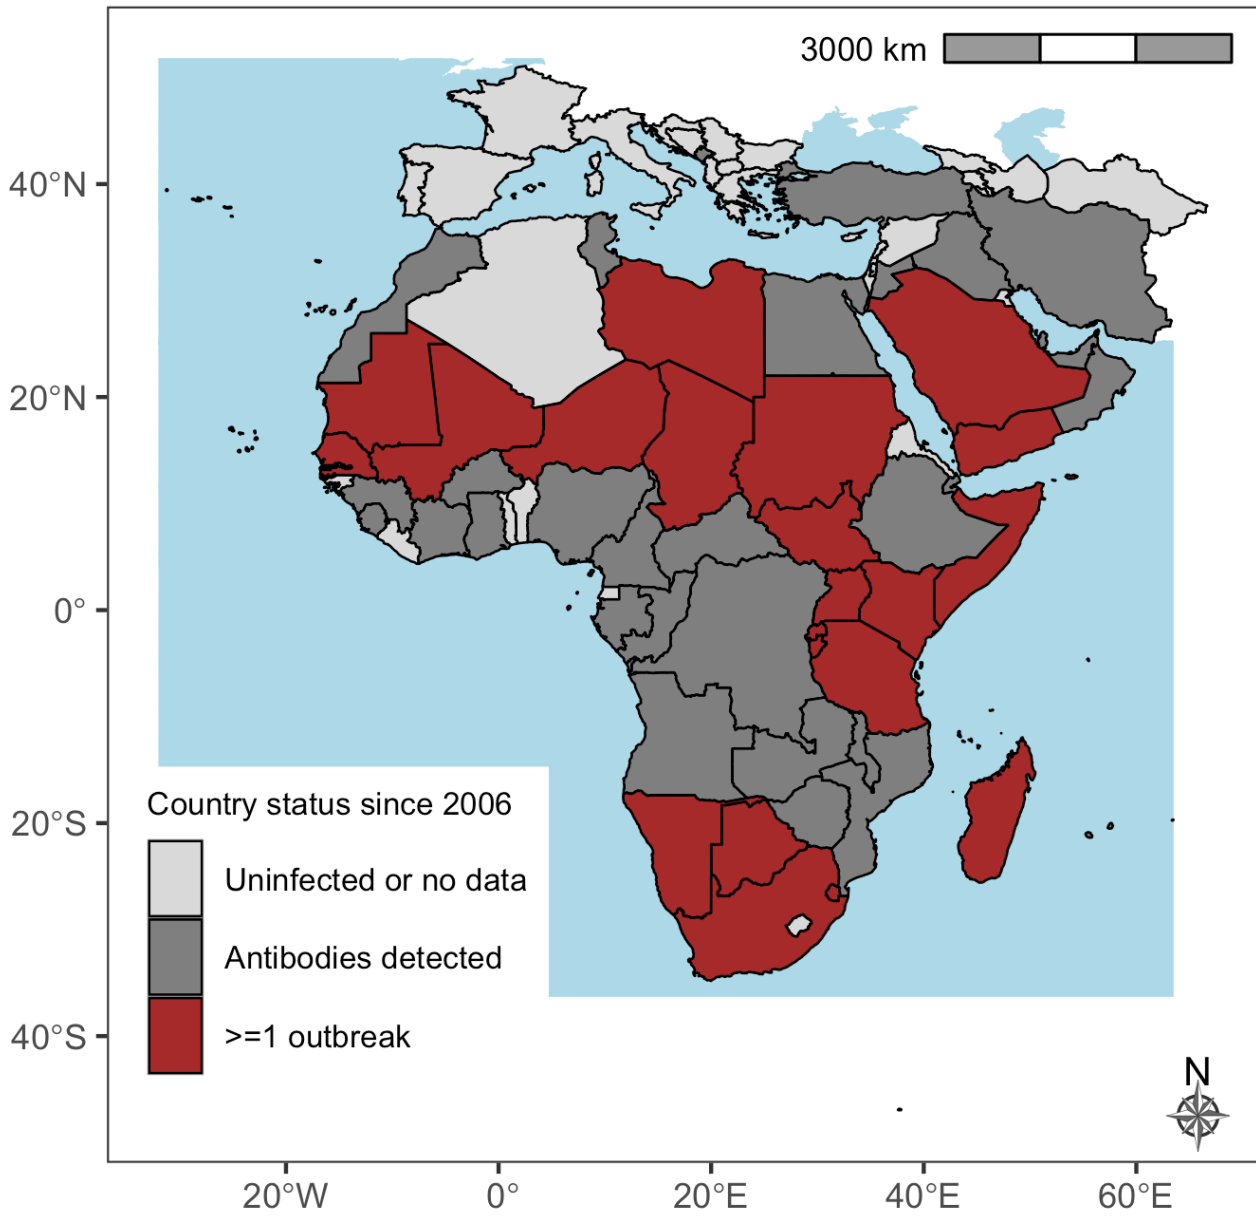 3000 km
40°N
20°N
0°
20°S
40°S
Country status since 2006
Uninfected or no data
Antibodies detected
>=1 outbreak
N
20°W
0°
20°E
40°E
60°E